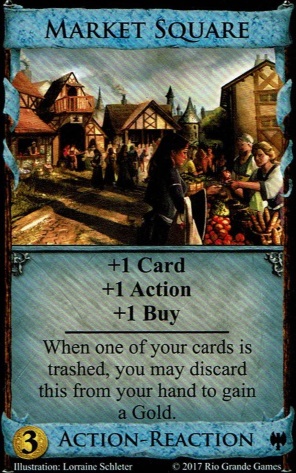 MARKET SQUARE
+1 Card
+1 Action
+1 Buy
When one of your cards is
trashed, you may discard
this from your hand to gain
a Gold.
3 ACTION-REACTION
Illustration: Lorraine Schleter © 2017 Rio Grande Games